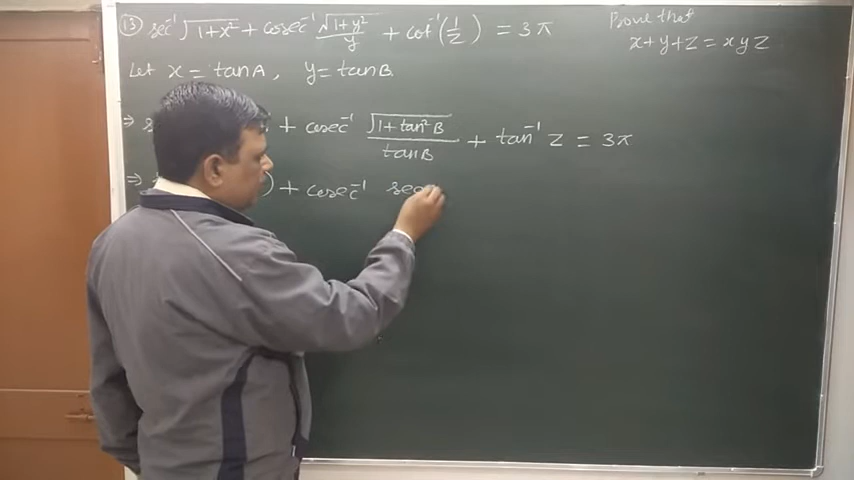 (13) sec⁻¹ √(1+x²) + cosec⁻¹ √(1+y²)/y + cot⁻¹(1/z) = 3π
Prove that
x+y+z = xyz
Let x = tanA, y = tanB
⇒ + cosec⁻¹ √(1+tan²B)/tanB + tan⁻¹ z = 3π
⇒ ) + cosec⁻¹ sec